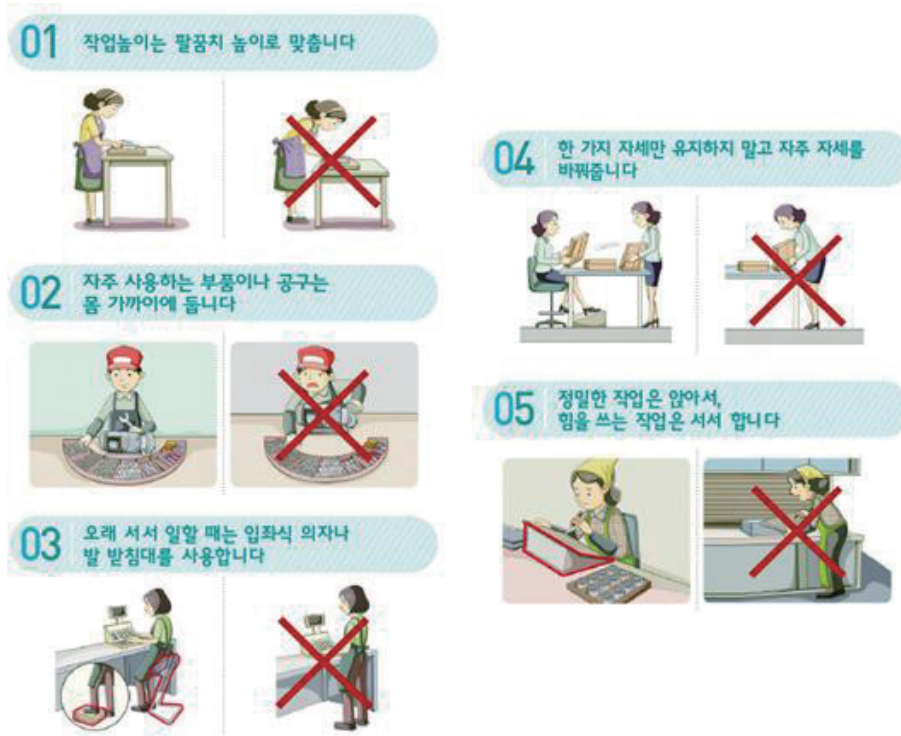 01 작업높이는 팔꿈치 높이로 맞춥니다
02 자주 사용하는 부품이나 공구는
몸 가까이에 둡니다
03 오래 서서 일할 때는 입좌식 의자나
발 받침대를 사용합니다
04 한 가지 자세만 유지하지 말고 자주 자세를
바꿔줍니다
05 정밀한 작업은 앉아서,
힘을 쓰는 작업은 서서 합니다